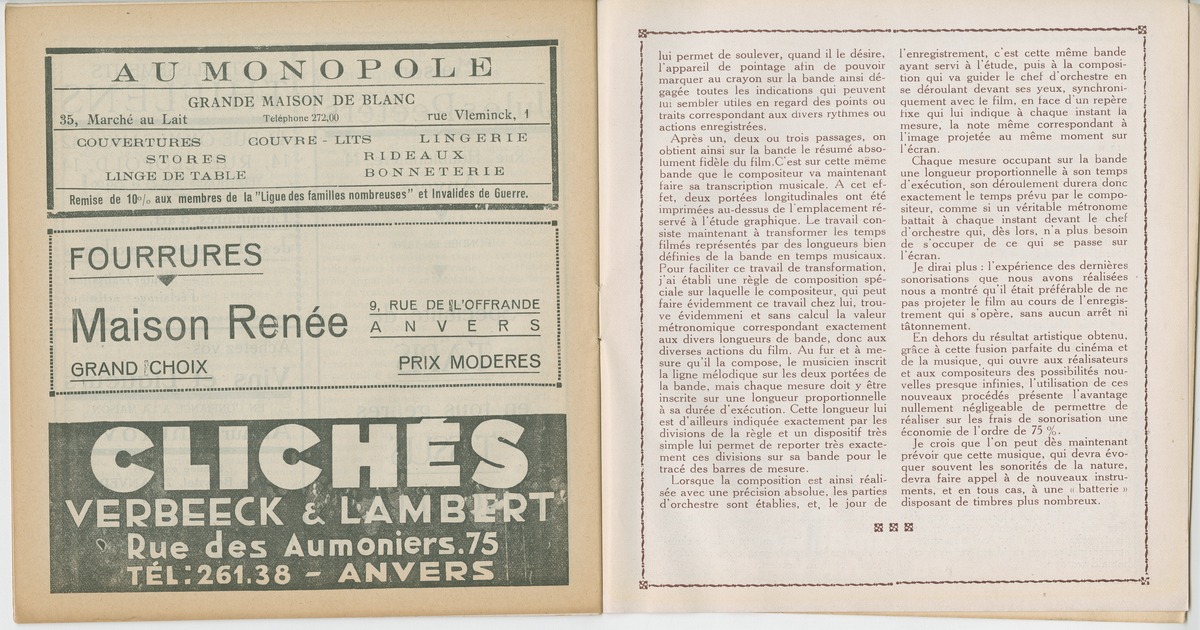 AU MONOPOLE
GRANDE MAISON DE BLANC
35, Marché au Lait Téléphone 272,00 rue Vleminck, 1
COUVERTURES COUVRE - LITS LINGERIE
STORES RIDEAUX
LINGE DE TABLE BONNETERIE
Remise de 10% aux membres de la "Ligue des familles nombreuses" et Invalides de Guerre.
FOURRURES
Maison Renée
9, RUE DE L'OFFRANDE
ANVERS
GRAND CHOIX PRIX MODERES
CLICHÉS
VERBEECK & LAMBERT
Rue des Aumoniers.75
TÉL: 261.38 - ANVERS
lui permet de soulever, quand il le désire,
l'appareil de pointage afin de pouvoir
marquer au crayon sur la bande ainsi dé-
gagée toutes les indications qui peuvent
lui sembler utiles en regard des points ou
traits correspondant aux divers rythmes ou
actions enregistrées.
Après un, deux ou trois passages, on
obtient ainsi sur la bande le résumé abso-
lument fidèle du film.C'est sur cette même
bande que le compositeur va maintenant
faire sa transcription musicale. A cet ef-
fet, deux portées longitudinales ont été
imprimées au-dessus de l'emplacement ré-
servé à l'étude graphique. Le travail con-
siste maintenant à transformer les temps
filmés représentés par des longueurs bien
définies de la bande en temps musicaux.
Pour faciliter ce travail de transformation,
j'ai établi une règle de composition spé-
ciale sur laquelle le compositeur, qui peut
faire évidemment ce travail chez lui, trou-
ve évidemmeni et sans calcul la valeur
métronomique correspondant exactement
aux divers longueurs de bande, donc aux
diverses actions du film. Au fur et à me-
sure qu'il la compose, le musicien inscrit
la ligne mélodique sur les deux portées de
la bande, mais chaque mesure doit y être
inscrite sur une longueur proportionnelle
à sa durée d'exécution. Cette longueur lui
est d'ailleurs indiquée exactement par les
divisions de la règle et un dispositif très
simple lui permet de reporter très exacte-
ment ces divisions sur sa bande pour le
tracé des barres de mesure.
Lorsque la composition est ainsi réali-
sée avec une précision absolue, les parties
d'orchestre sont établies, et, le jour de
l'enregistrement, c'est cette même bande
ayant servi à l'étude, puis à la composi-
tion qui va guider le chef d'orchestre en
se déroulant devant ses yeux, synchroni-
quement avec le film, en face d'un repère
fixe qui lui indique à chaque instant la
mesure, la note même correspondant à
l'image projetée au même moment sur
l'écran.
Chaque mesure occupant sur la bande
une longueur proportionnelle à son temps
d'exécution, son déroulement durera donc
exactement le temps prévu par le compo-
siteur, comme si un véritable métronome
battait à chaque instant devant le chef
d'orchestre qui, dès lors, n'a plus besoin
de s'occuper de ce qui se passe sur
l'écran.
Je dirai plus : l'expérience des dernières
sonorisations que nous avons réalisées
nous a montré qu'il était préférable de ne
pas projeter le film au cours de l'enregis-
trement qui s'opère, sans aucun arrêt ni
tâtonnement.
En dehors du résultat artistique obtenu,
grâce à cette fusion parfaite du cinéma et
de la musique, qui ouvre aux réalisateurs
et aux compositeurs des possibilités nou-
velles presque infinies, l'utilisation de ces
nouveaux procédés présente l'avantage
nullement négligeable de permettre de
réaliser sur les frais de sonorisation une
économie de l'ordre de 75 %.
Je crois que l'on peut dès maintenant
prévoir que cette musique, qui devra évo-
quer souvent les sonorités de la nature,
devra faire appel à de nouveaux instru-
ments, et en tous cas, à une « batterie »
disposant de timbres plus nombreux.